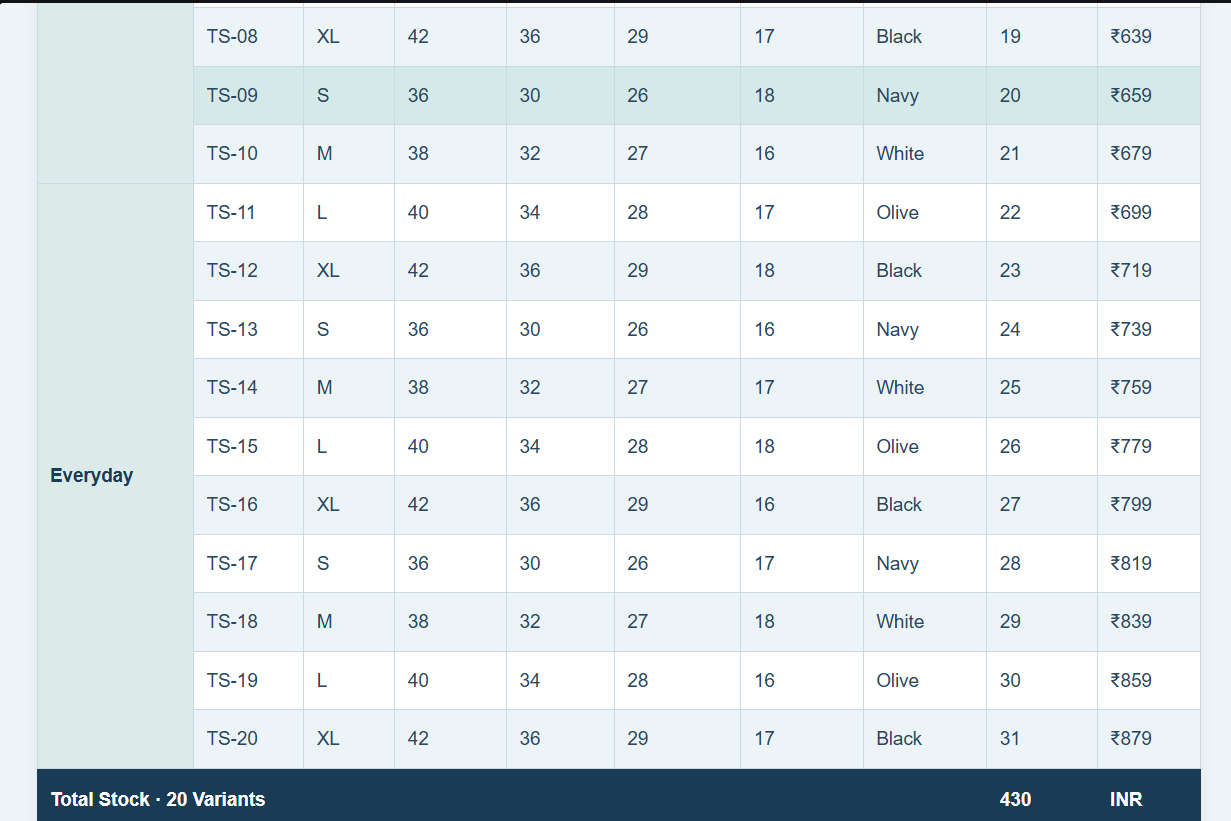 TS-08 XL 42 36 29 17 Black 19 ₹639
TS-09 S 36 30 26 18 Navy 20 ₹659
TS-10 M 38 32 27 16 White 21 ₹679
TS-11 L 40 34 28 17 Olive 22 ₹699
TS-12 XL 42 36 29 18 Black 23 ₹719
TS-13 S 36 30 26 16 Navy 24 ₹739
TS-14 M 38 32 27 17 White 25 ₹759
TS-15 L 40 34 28 18 Olive 26 ₹779
Everyday
TS-16 XL 42 36 29 16 Black 27 ₹799
TS-17 S 36 30 26 17 Navy 28 ₹819
TS-18 M 38 32 27 18 White 29 ₹839
TS-19 L 40 34 28 16 Olive 30 ₹859
TS-20 XL 42 36 29 17 Black 31 ₹879
Total Stock · 20 Variants 430 INR